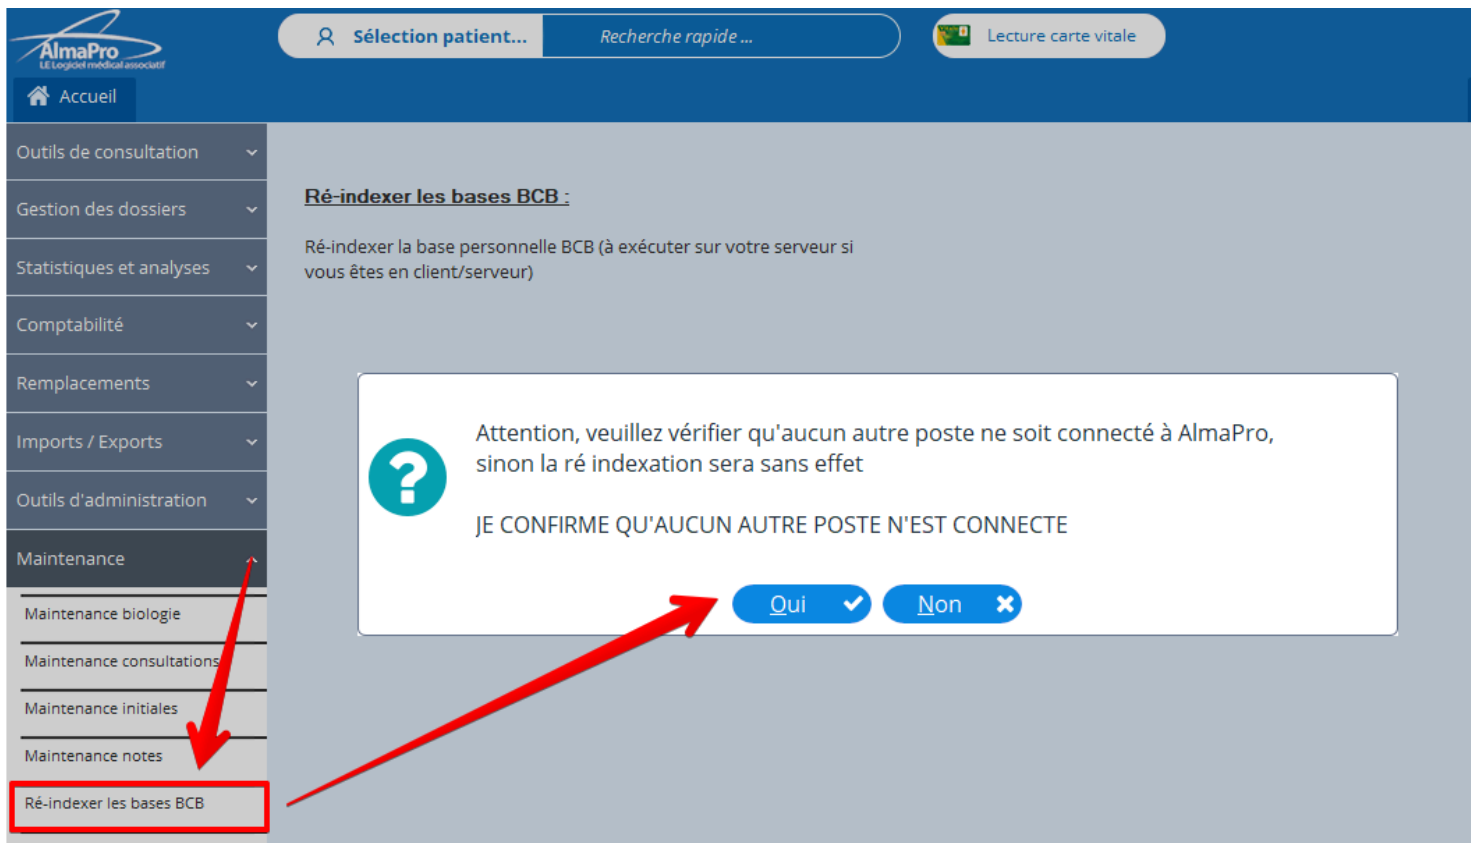 AlmaPro
LE Logiciel médical associatif
Sélection patient...
Recherche rapide ...
Lecture carte vitale
Accueil
Outils de consultation
Gestion des dossiers
Statistiques et analyses
Comptabilité
Remplacements
Imports / Exports
Outils d'administration
Maintenance
Maintenance biologie
Maintenance consultations
Maintenance initiales
Maintenance notes
Ré-indexer les bases BCB
Ré-indexer les bases BCB :
Ré-indexer la base personnelle BCB (à exécuter sur votre serveur si
vous êtes en client/serveur)
Attention, veuillez vérifier qu'aucun autre poste ne soit connecté à AlmaPro,
sinon la ré indexation sera sans effet
JE CONFIRME QU'AUCUN AUTRE POSTE N'EST CONNECTE
Oui
Non